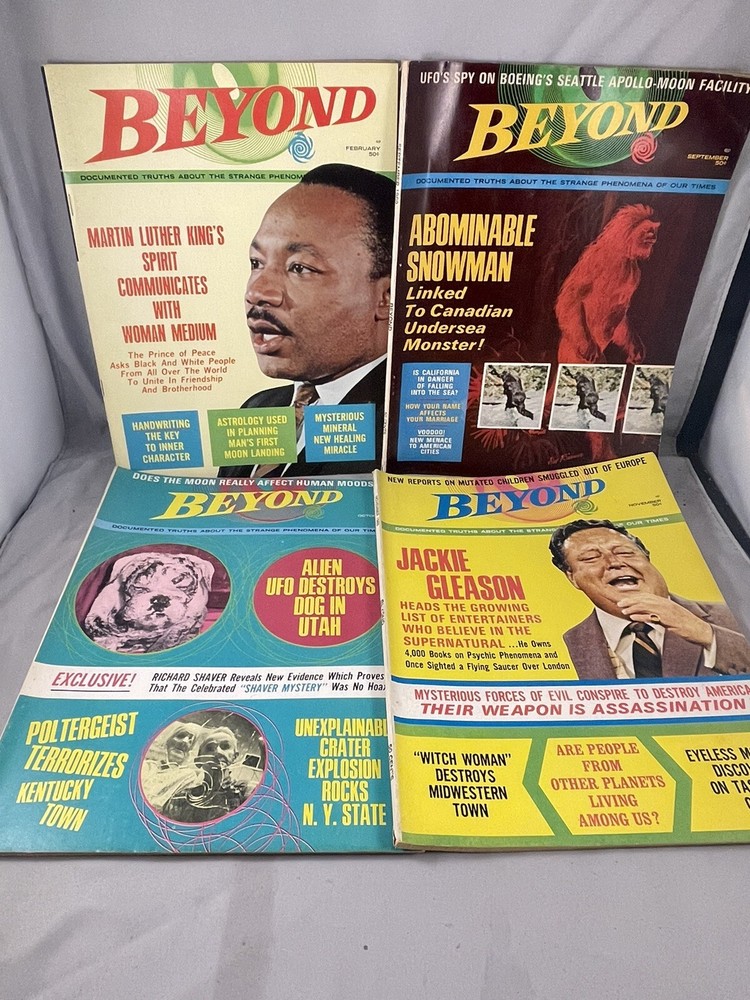 BEYOND
FEBRUARY
50¢
DOCUMENTED TRUTHS ABOUT THE STRANGE
MARTIN LUTHER KING'S
SPIRIT
COMMUNICATES
WITH
WOMAN MEDIUM
The Prince of Peace
Asks Black And White People
From All Over The World
To Unite In Friendship
And Brotherhood
HANDWRITING
THE KEY
TO INNER
CHARACTER
ASTROLOGY USED
IN PLANNING
MAN'S FIRST
MOON LANDING
MYSTERIOUS
MINERAL
NEW HEALING
MIRACLE
UFO'S SPY ON BOEING'S SEATTLE APOLLO-MOON FACILITY
BEYOND
SEPTEMBER
50¢
DOCUMENTED TRUTHS ABOUT THE STRANGE PHENOMENA OF OUR TIMES
ABOMINABLE
SNOWMAN
Linked
To Canadian
Undersea
Monster!
IS CALIFORNIA
IN DANGER
OF FALLING
INTO THE SEA?
HOW YOUR NAME
AFFECTS
YOUR MARRIAGE
VOODOO!
NEW MENACE
TO AMERICAN
CITIES
DOES THE MOON REALLY AFFECT HUMAN MOODS
BEYOND
DOCUMENTED TRUTHS ABOUT THE STRANGE PHENOMENA OF OUR
ALIEN
UFO DESTROYS
DOG IN
UTAH
EXCLUSIVE!
RICHARD SHAVER Reveals New Evidence Which Proves
That The Celebrated "SHAVER MYSTERY" Was No
POLTERGEIST
TERRORIZES
KENTUCKY
TOWN
UNEXPLAINABLE
CRATER
EXPLOSION
ROCKS
N. Y. STATE
NEW REPORTS ON MUTATED CHILDREN SMUGGLED OUT OF EUROPE
BEYOND
NOVEMBER
50¢
DOCUMENTED TRUTHS ABOUT THE
OUR TIMES
JACKIE
GLEASON
HEADS THE GROWING
LIST OF ENTERTAINERS
WHO BELIEVE IN THE
SUPERNATURAL ...He Owns
4,000 Books on Psychic Phenomena and
Once Sighted a Flying Saucer Over London
MYSTERIOUS FORCES OF EVIL CONSPIRE TO DESTROY AMERICA
THEIR WEAPON IS ASSASSINATION
"WITCH WOMAN"
DESTROYS
MIDWESTERN
TOWN
ARE PEOPLE
FROM
OTHER PLANETS
LIVING
AMONG US?
EYELESS
ON